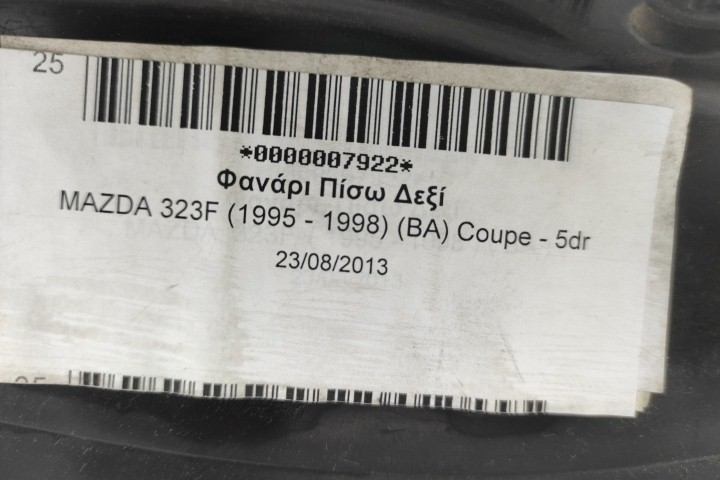 25
*0000007922*
Φανάρι Πίσω Δεξί
MAZDA 323F (1995 - 1998) (BA) Coupe - 5dr
23/08/2013